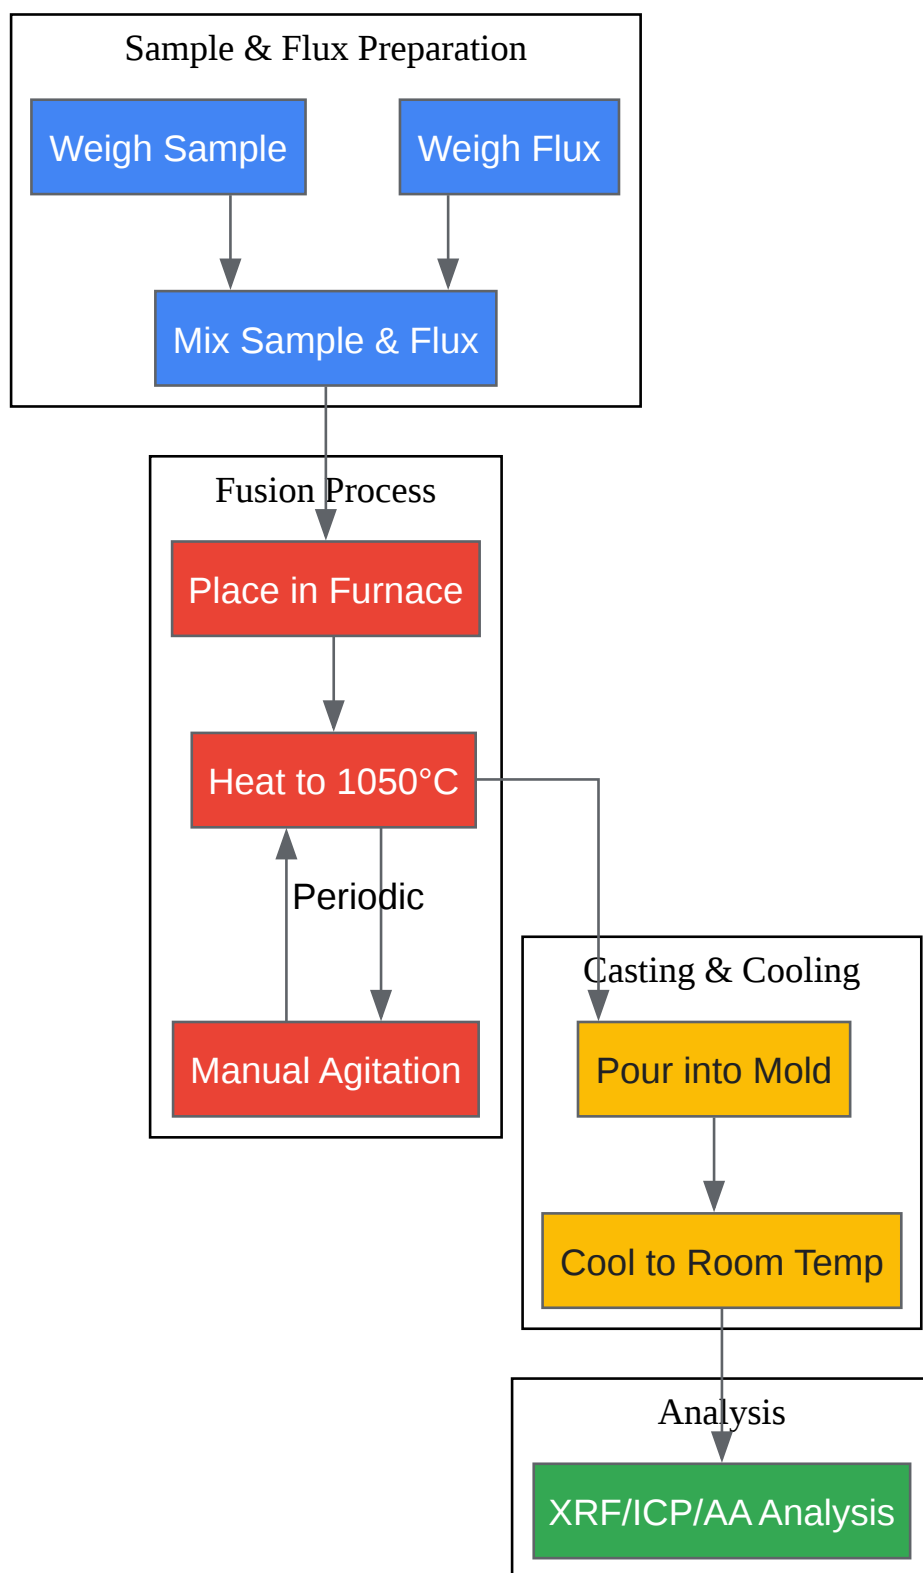 Sample & Flux Preparation
Weigh Sample
Weigh Flux
Mix Sample & Flux
Fusion Process
Place in Furnace
Heat to 1050°C
Periodic
Manual Agitation
Casting & Cooling
Pour into Mold
Cool to Room Temp
Analysis
XRF/ICP/AA Analysis